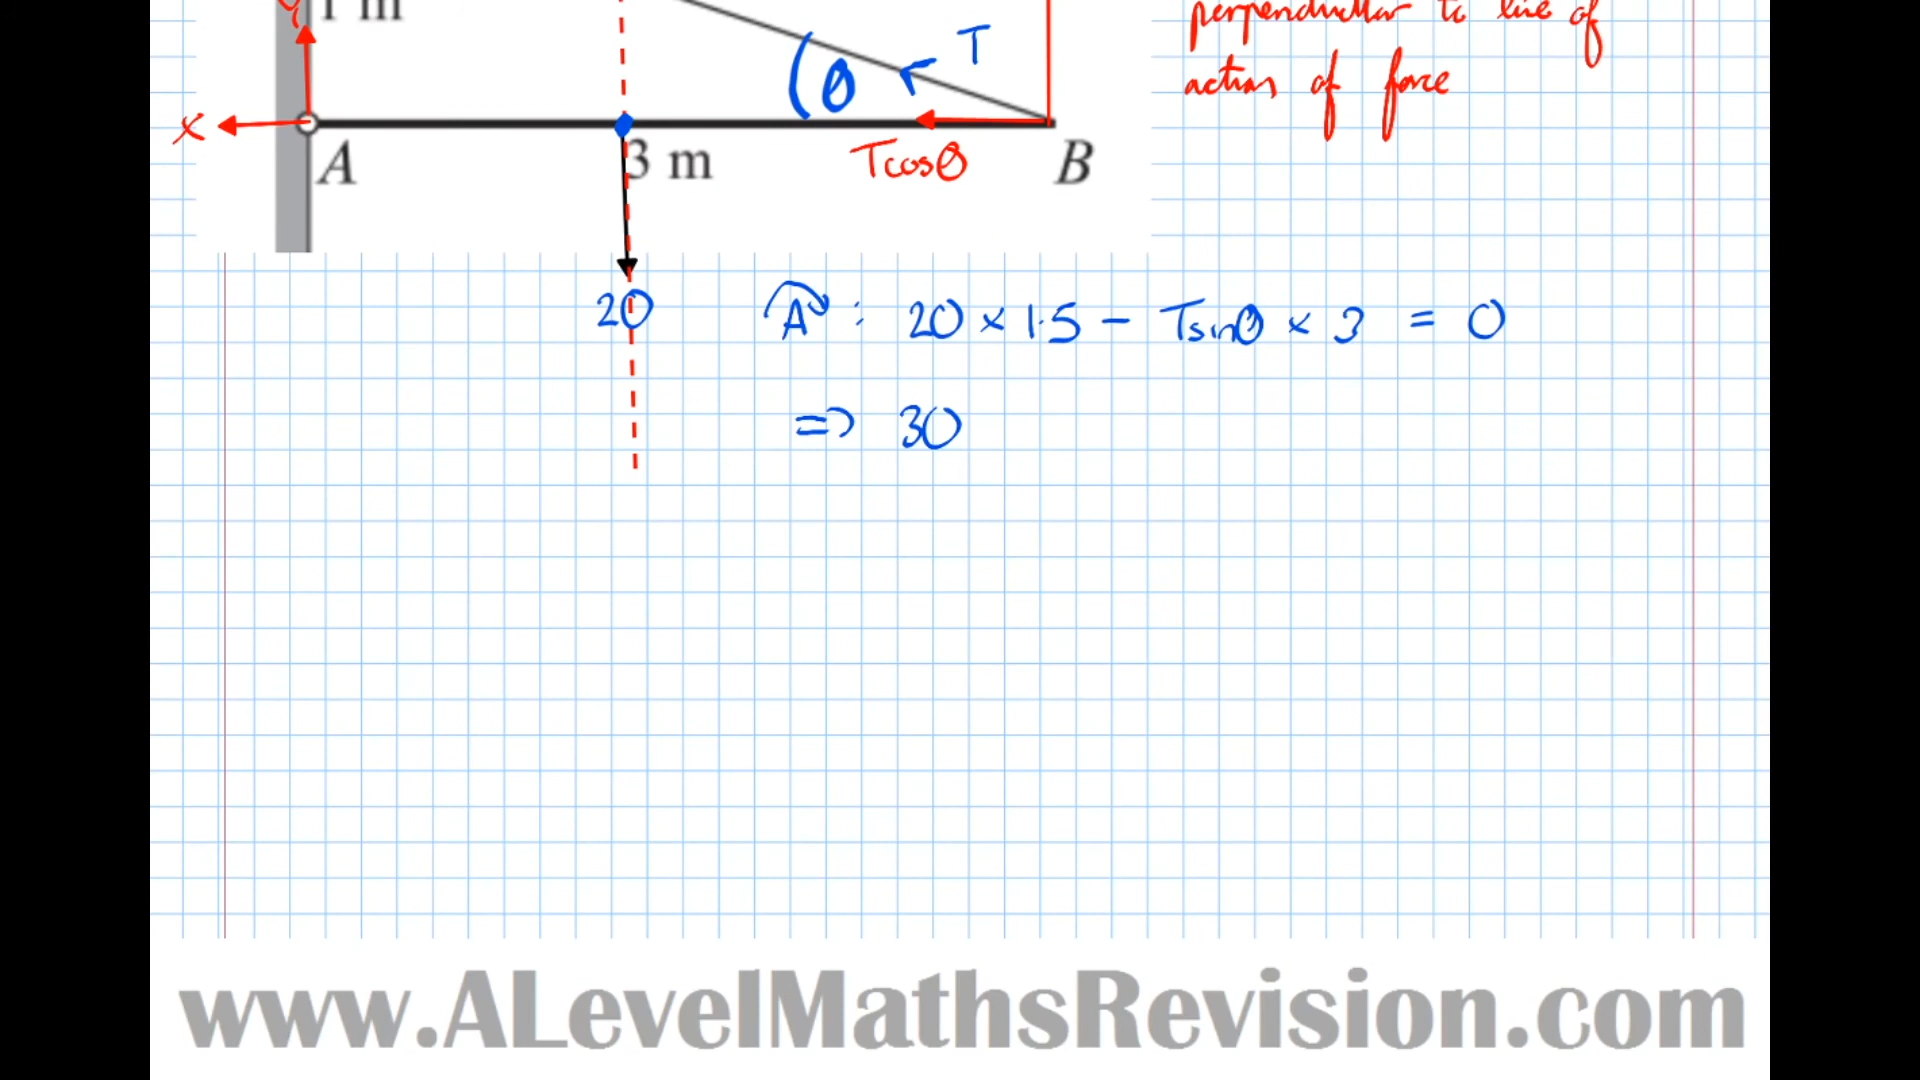 1 m
perpendicular to line of
T
θ
action of force
X
A
3 m
Tcosθ
B
20
A : 20 × 1.5 - Tsinθ × 3 = 0
=> 30
www.ALevelMathsRevision.com